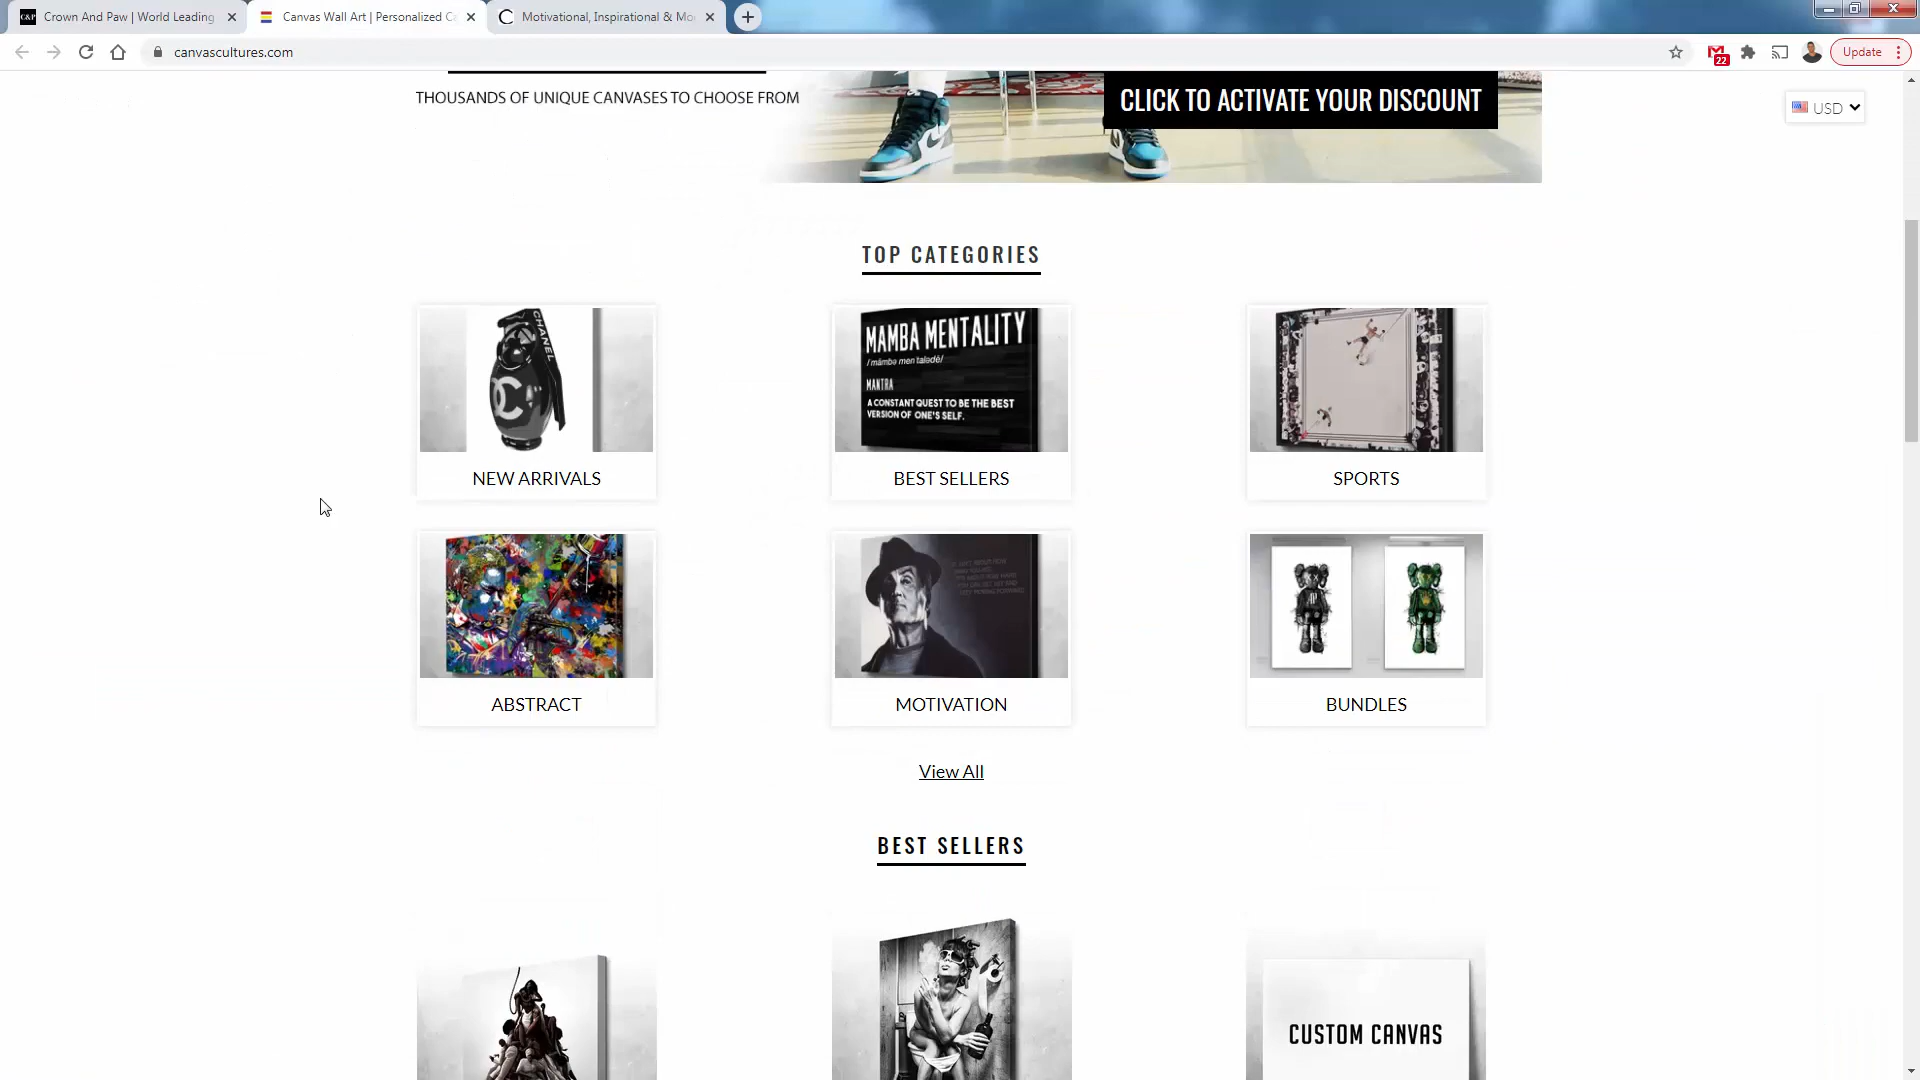 Crown And Paw | World Leading
Canvas Wall Art | Personalized Ca
Motivational, Inspirational & Mo
canvascultures.com
22
Update
THOUSANDS OF UNIQUE CANVASES TO CHOOSE FROM
CLICK TO ACTIVATE YOUR DISCOUNT
USD
TOP CATEGORIES
CHANEL
MAMBA MENTALITY
MANTRA
A CONSTANT QUEST TO BE THE BEST
VERSION OF ONE'S SELF.
NEW ARRIVALS
BEST SELLERS
SPORTS
ABSTRACT
MOTIVATION
BUNDLES
View All
BEST SELLERS
CUSTOM CANVAS